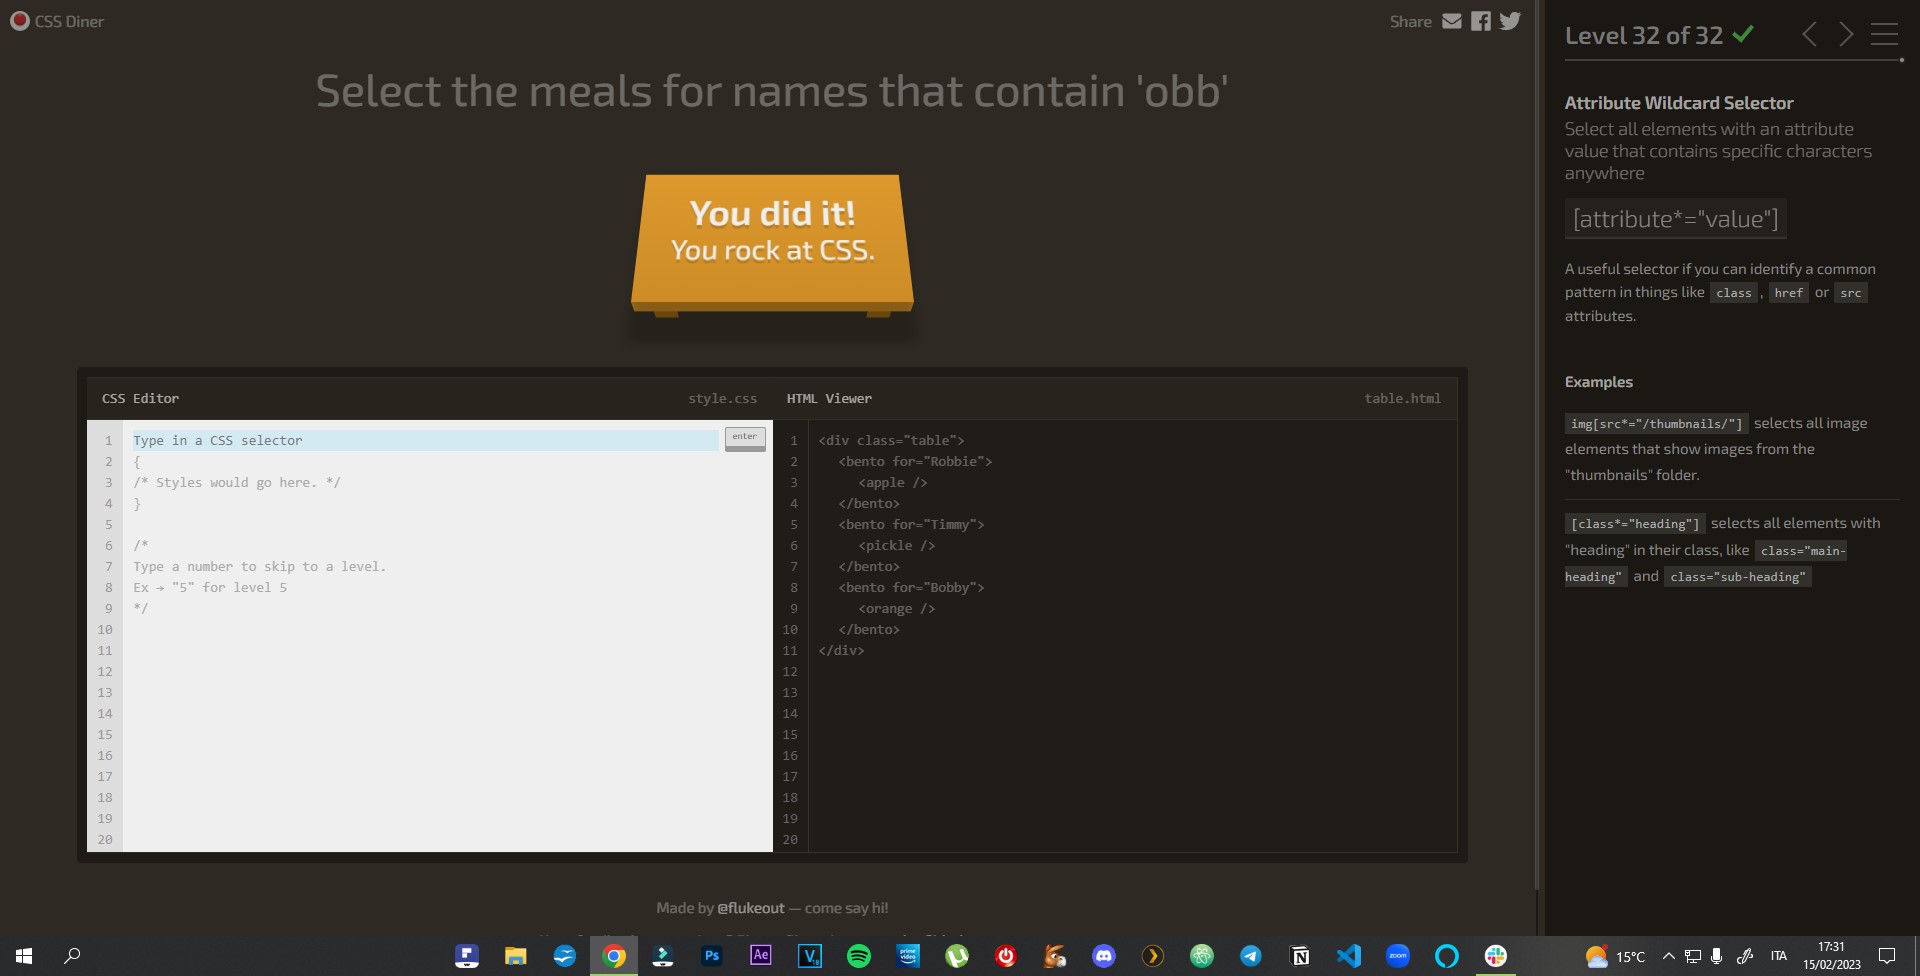 CSS Diner
Share
Select the meals for names that contain 'obb'
You did it!
You rock at CSS.
CSS Editor
style.css
HTML Viewer
table.html
1 Type in a CSS selector
enter
2 {
3 /* Styles would go here. */
4 }
5
6 /*
7 Type a number to skip to a level.
8 Ex → "5" for level 5
9 */
10
11
12
13
14
15
16
17
18
19
20
1 <div class="table">
2 <bento for="Robbie">
3 <apple />
4 </bento>
5 <bento for="Timmy">
6 <pickle />
7 </bento>
8 <bento for="Bobby">
9 <orange />
10 </bento>
11 </div>
12
13
14
15
16
17
18
19
20
Made by @flukeout — come say hi!
Level 32 of 32
Attribute Wildcard Selector
Select all elements with an attribute
value that contains specific characters
anywhere
[attribute*="value"]
A useful selector if you can identify a common
pattern in things like class , href or src
attributes.
Examples
img[src*="/thumbnails/"] selects all image
elements that show images from the
"thumbnails" folder.
[class*="heading"] selects all elements with
"heading" in their class, like class="main-
heading" and class="sub-heading"
Ps
Ae
prime video
zoom
15°C
ITA
17:31
15/02/2023